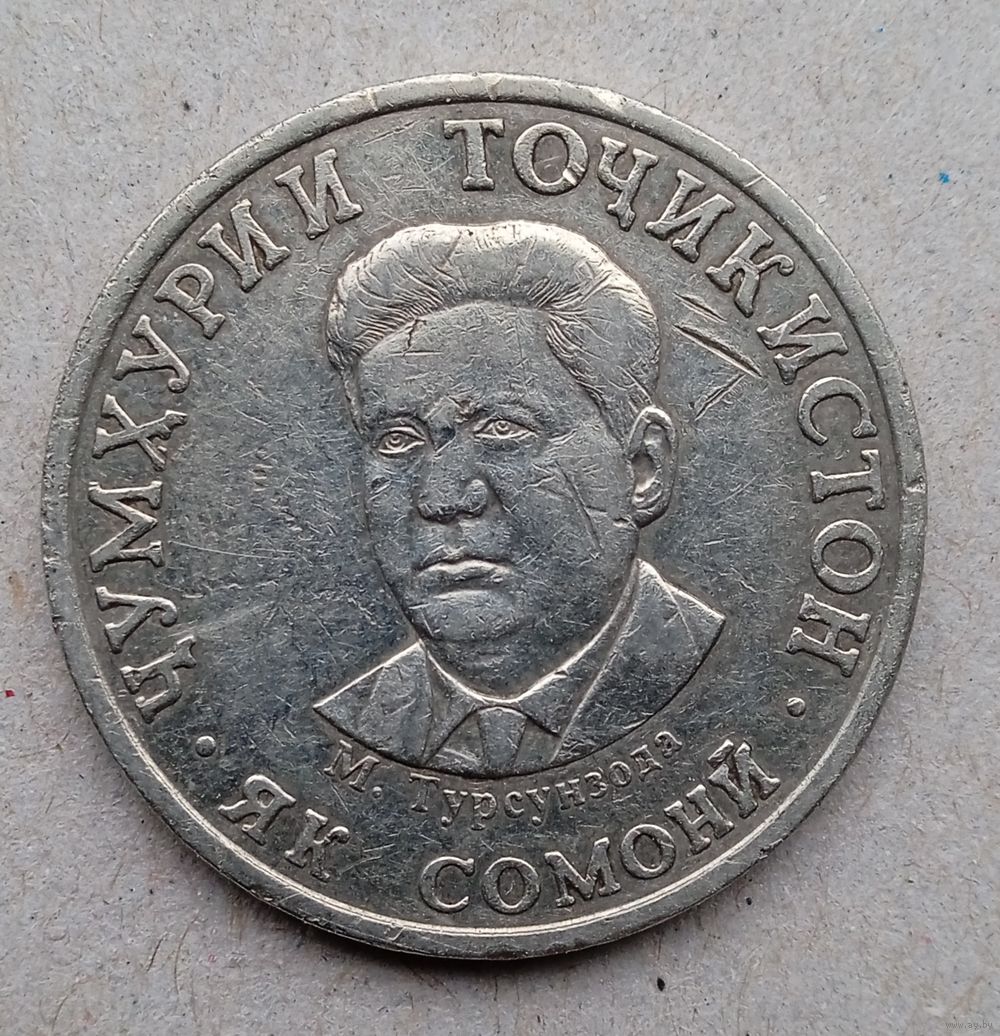 ҶУМҲУРИИ ТОҶИКИСТОН
М. Турсунзода
· ЯК СОМОНӢ ·
www.ay.by